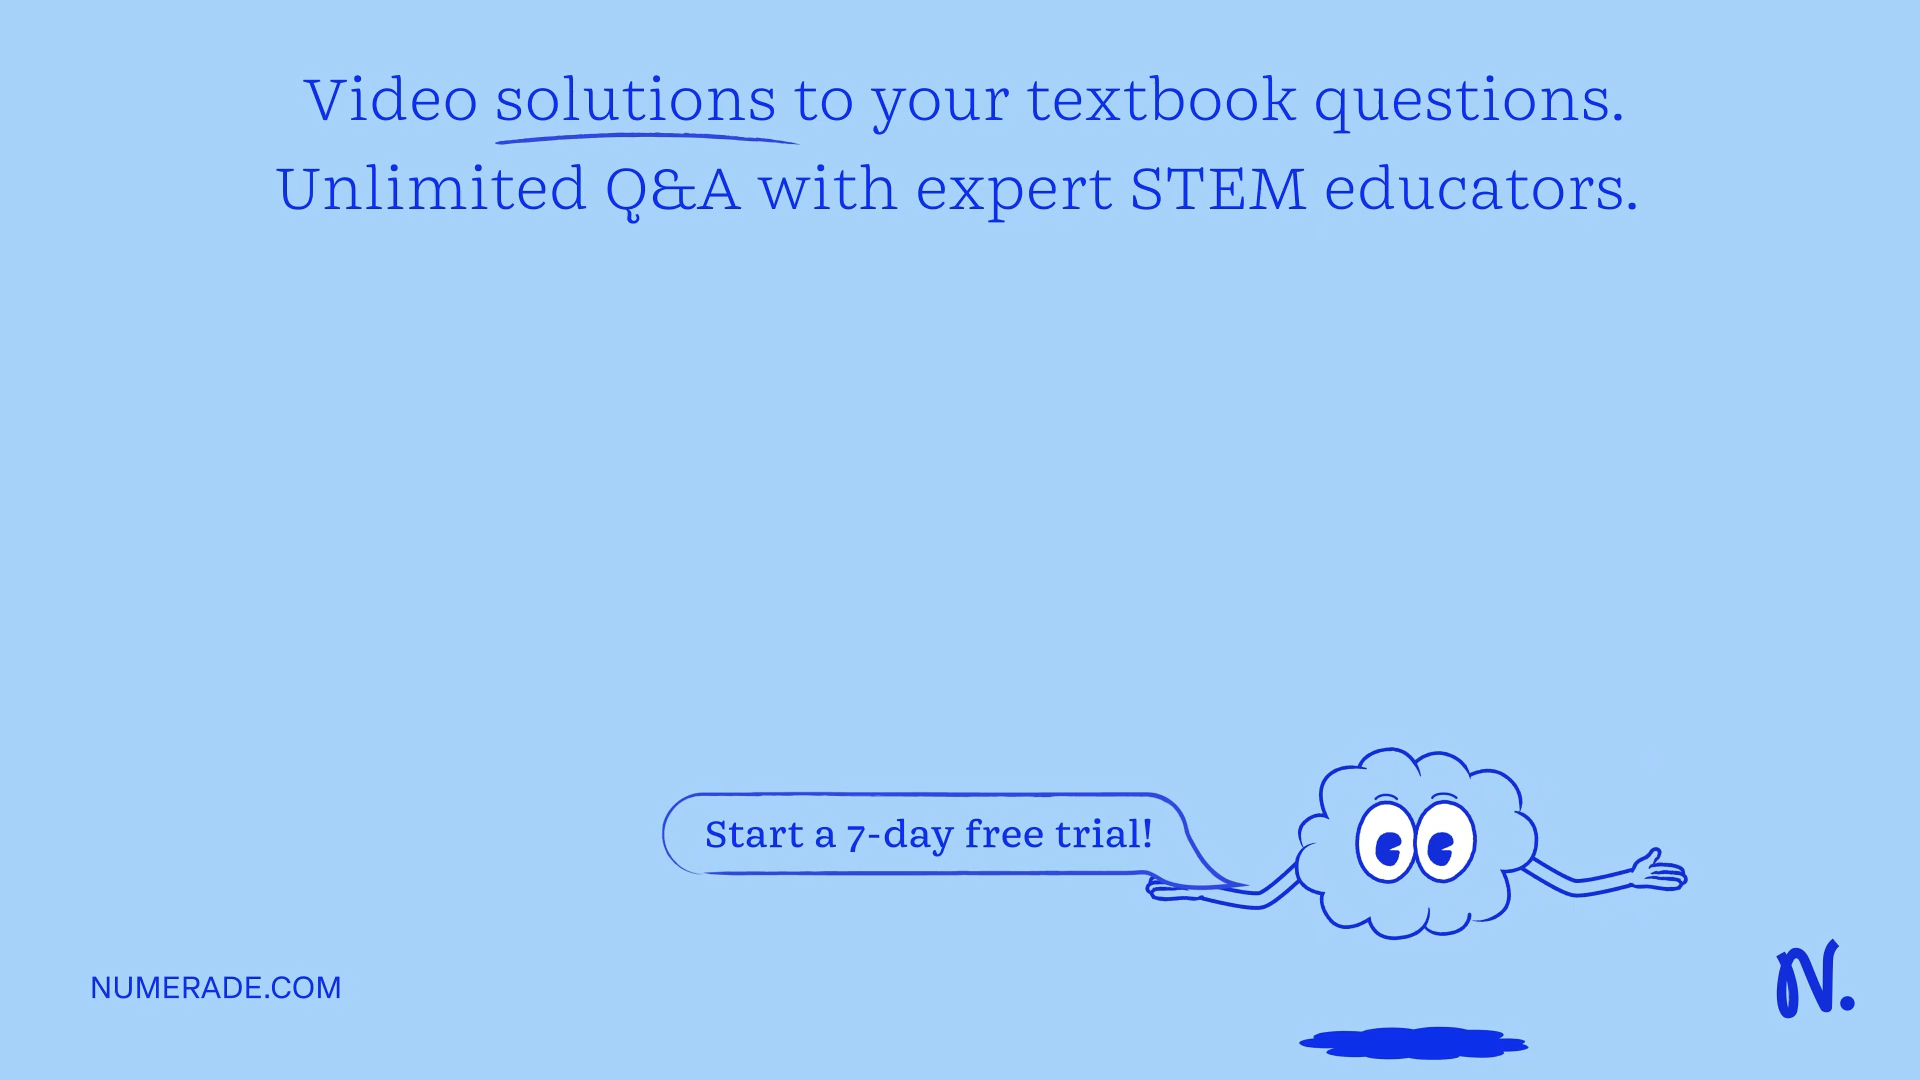 Video solutions to your textbook questions.
Unlimited Q&A with expert STEM educators.
Start a 7-day free trial!
NUMERADE.COM
N.